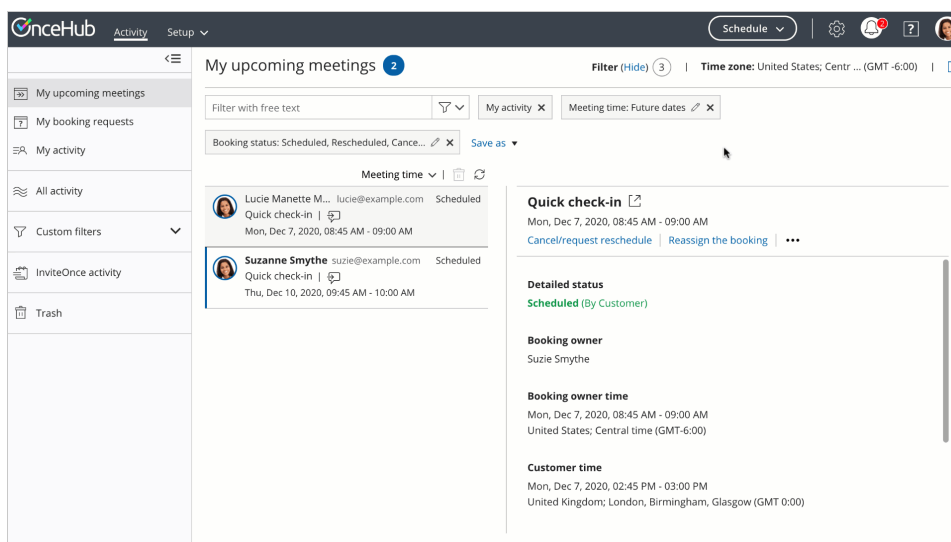 OnceHub Activity Setup Schedule 2 ?
My upcoming meetings 2 Filter (Hide) 3 | Time zone: United States; Centr ... (GMT -6:00) |
My upcoming meetings
? My booking requests
My activity
All activity
Custom filters
InviteOnce activity
Trash
Filter with free text My activity Meeting time: Future dates
Booking status: Scheduled, Rescheduled, Cance... Save as
Meeting time |
Lucie Manette M... lucie@example.com Scheduled
Quick check-in |
Mon, Dec 7, 2020, 08:45 AM - 09:00 AM
Suzanne Smythe suzie@example.com Scheduled
Quick check-in |
Thu, Dec 10, 2020, 09:45 AM - 10:00 AM
Quick check-in
Mon, Dec 7, 2020, 08:45 AM - 09:00 AM
Cancel/request reschedule | Reassign the booking | •••
Detailed status
Scheduled (By Customer)
Booking owner
Suzie Smythe
Booking owner time
Mon, Dec 7, 2020, 08:45 AM - 09:00 AM
United States; Central time (GMT-6:00)
Customer time
Mon, Dec 7, 2020, 02:45 PM - 03:00 PM
United Kingdom; London, Birmingham, Glasgow (GMT 0:00)